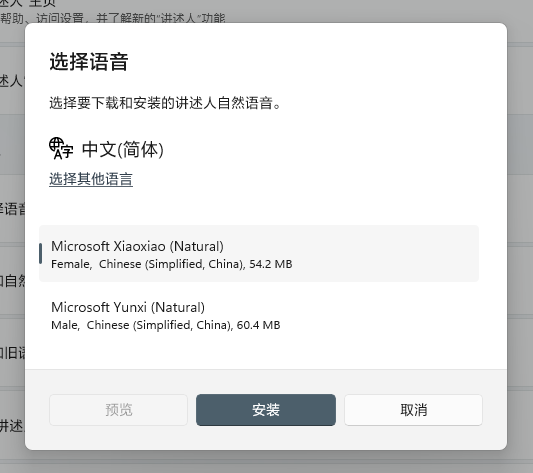 述人"主页
帮助、访问设置，并了解新的"讲述人"功能
选择语音
述人"
选择要下载和安装的讲述人自然语音。
中文(简体)
选择其他语言
择语音
Microsoft Xiaoxiao (Natural)
Female,  Chinese (Simplified, China), 54.2 MB
加自然
Microsoft Yunxi (Natural)
Male,  Chinese (Simplified, China), 60.4 MB
加旧语
预览
安装
取消
讲述